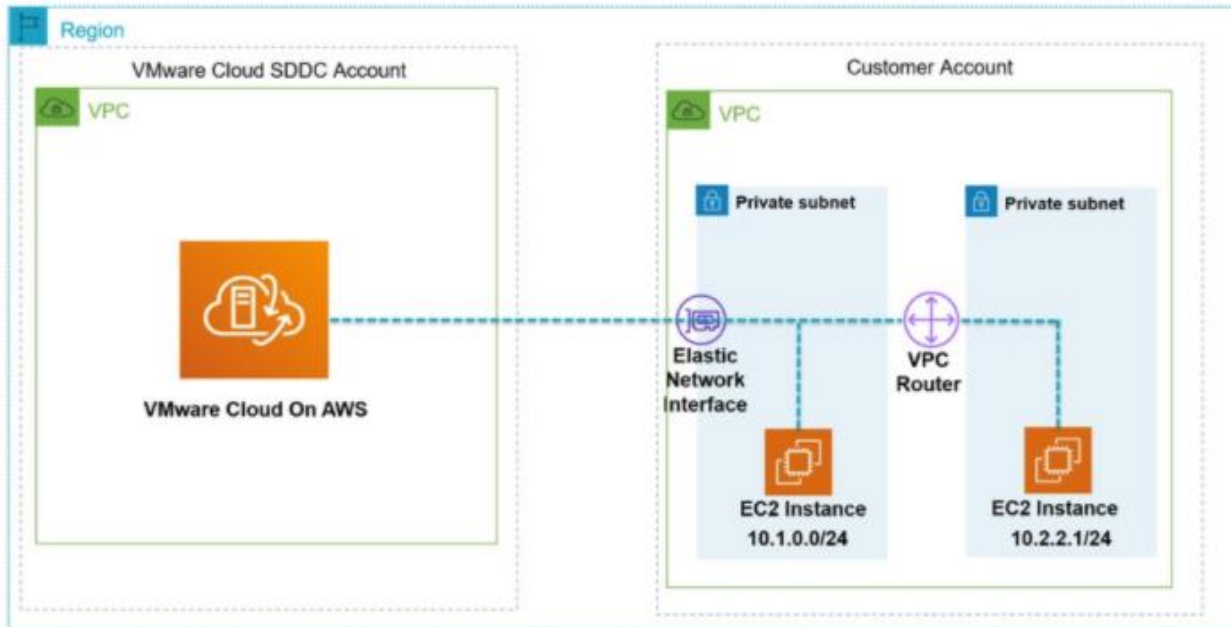 Region
VMware Cloud SDDC Account
VPC
VMware Cloud On AWS
Customer Account
VPC
Private subnet
Private subnet
Elastic
Network
Interface
VPC
Router
EC2 Instance
10.1.0.0/24
EC2 Instance
10.2.2.1/24